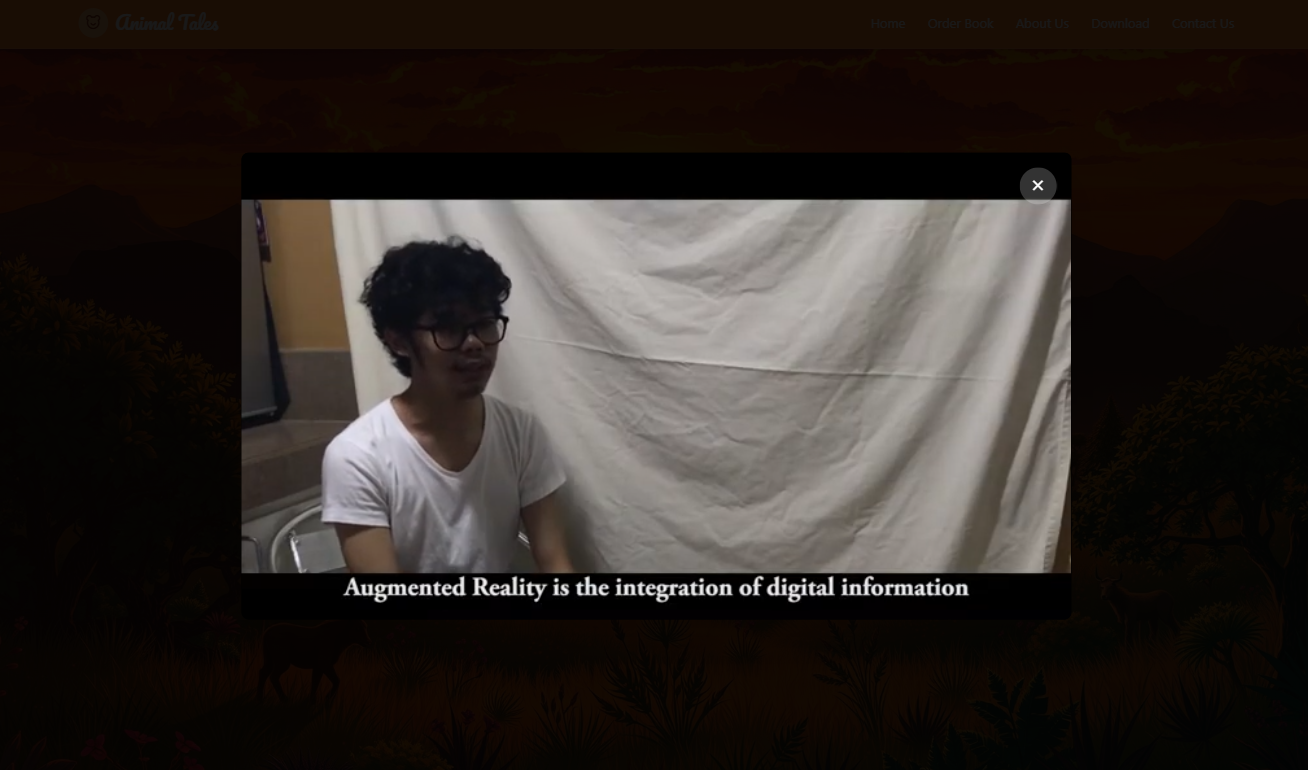 Animal Tales
Home Order Book About Us Download Contact Us
Augmented Reality is the integration of digital information